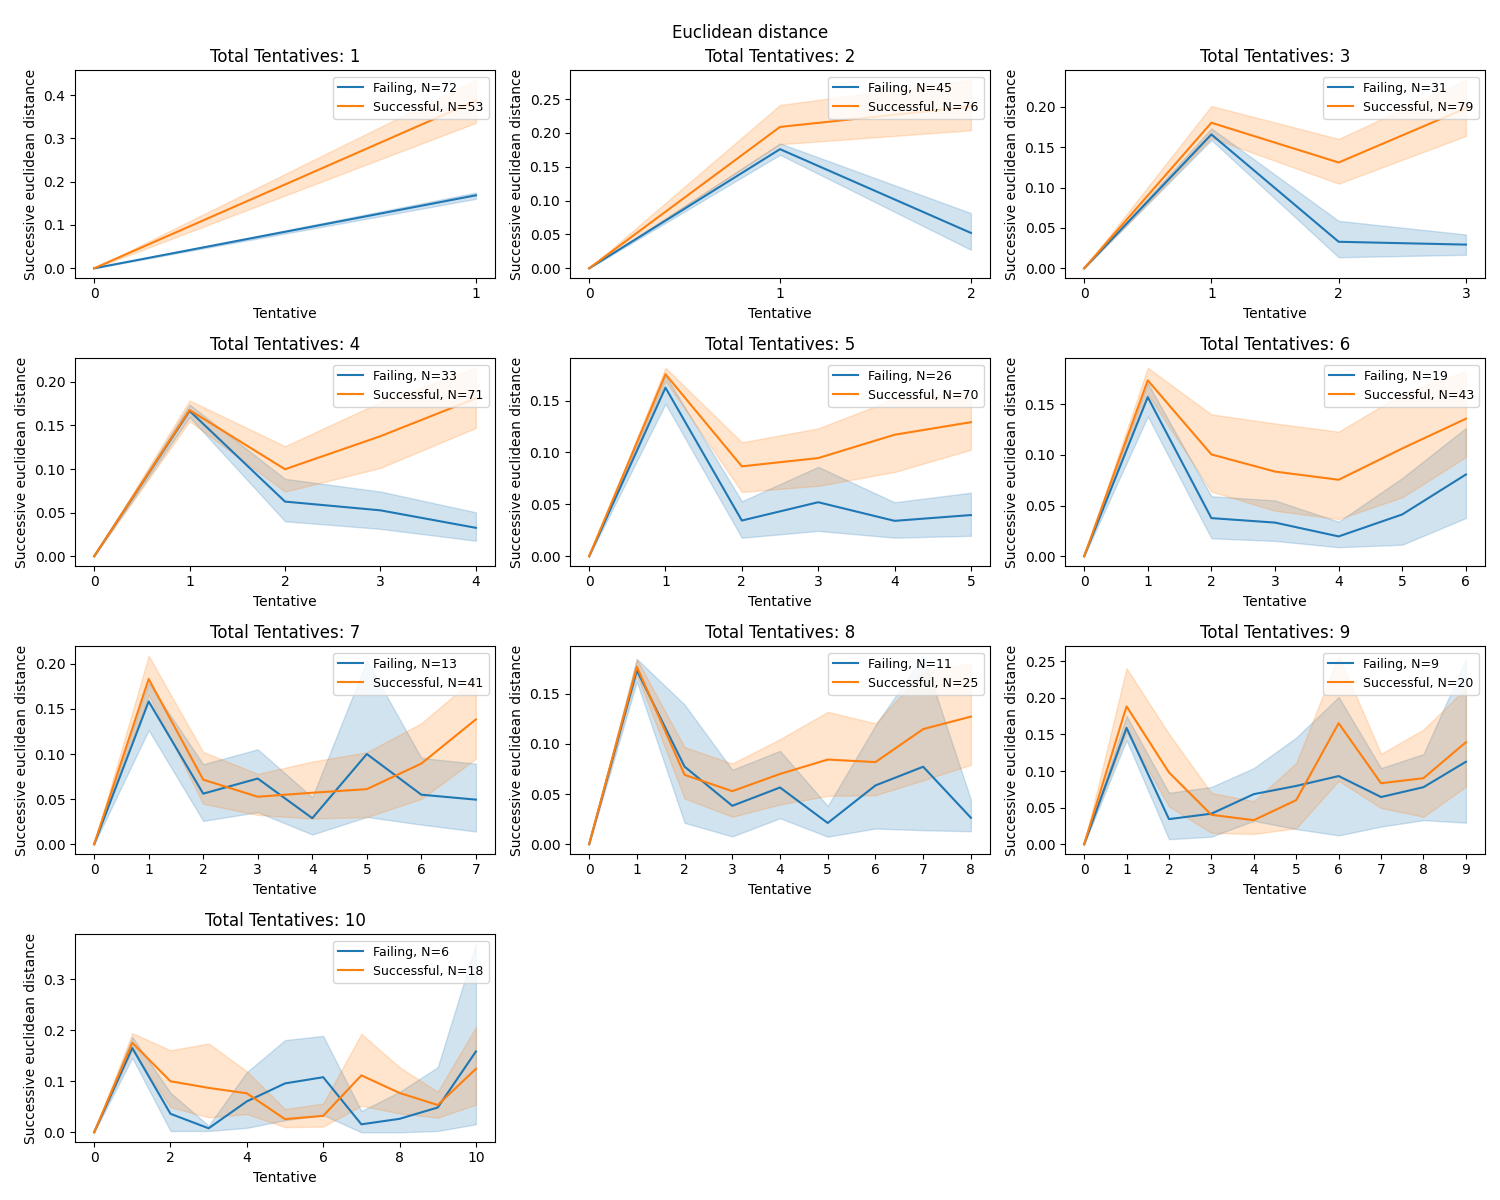 Euclidean distance
Total Tentatives: 1
Successive euclidean distance
0.4
0.3
0.2
0.1
0.0
Failing, N=72
Successful, N=53
0 1
Tentative
Total Tentatives: 2
Successive euclidean distance
0.25
0.20
0.15
0.10
0.05
0.00
Failing, N=45
Successful, N=76
0 1 2
Tentative
Total Tentatives: 3
Successive euclidean distance
0.20
0.15
0.10
0.05
0.00
Failing, N=31
Successful, N=79
0 1 2 3
Tentative
Total Tentatives: 4
Successive euclidean distance
0.20
0.15
0.10
0.05
0.00
Failing, N=33
Successful, N=71
0 1 2 3 4
Tentative
Total Tentatives: 5
Successive euclidean distance
0.15
0.10
0.05
0.00
Failing, N=26
Successful, N=70
0 1 2 3 4 5
Tentative
Total Tentatives: 6
Successive euclidean distance
0.15
0.10
0.05
0.00
Failing, N=19
Successful, N=43
0 1 2 3 4 5 6
Tentative
Total Tentatives: 7
Successive euclidean distance
0.20
0.15
0.10
0.05
0.00
Failing, N=13
Successful, N=41
0 1 2 3 4 5 6 7
Tentative
Total Tentatives: 8
Successive euclidean distance
0.15
0.10
0.05
0.00
Failing, N=11
Successful, N=25
0 1 2 3 4 5 6 7 8
Tentative
Total Tentatives: 9
Successive euclidean distance
0.25
0.20
0.15
0.10
0.05
0.00
Failing, N=9
Successful, N=20
0 1 2 3 4 5 6 7 8 9
Tentative
Total Tentatives: 10
Successive euclidean distance
0.3
0.2
0.1
0.0
Failing, N=6
Successful, N=18
0 2 4 6 8 10
Tentative